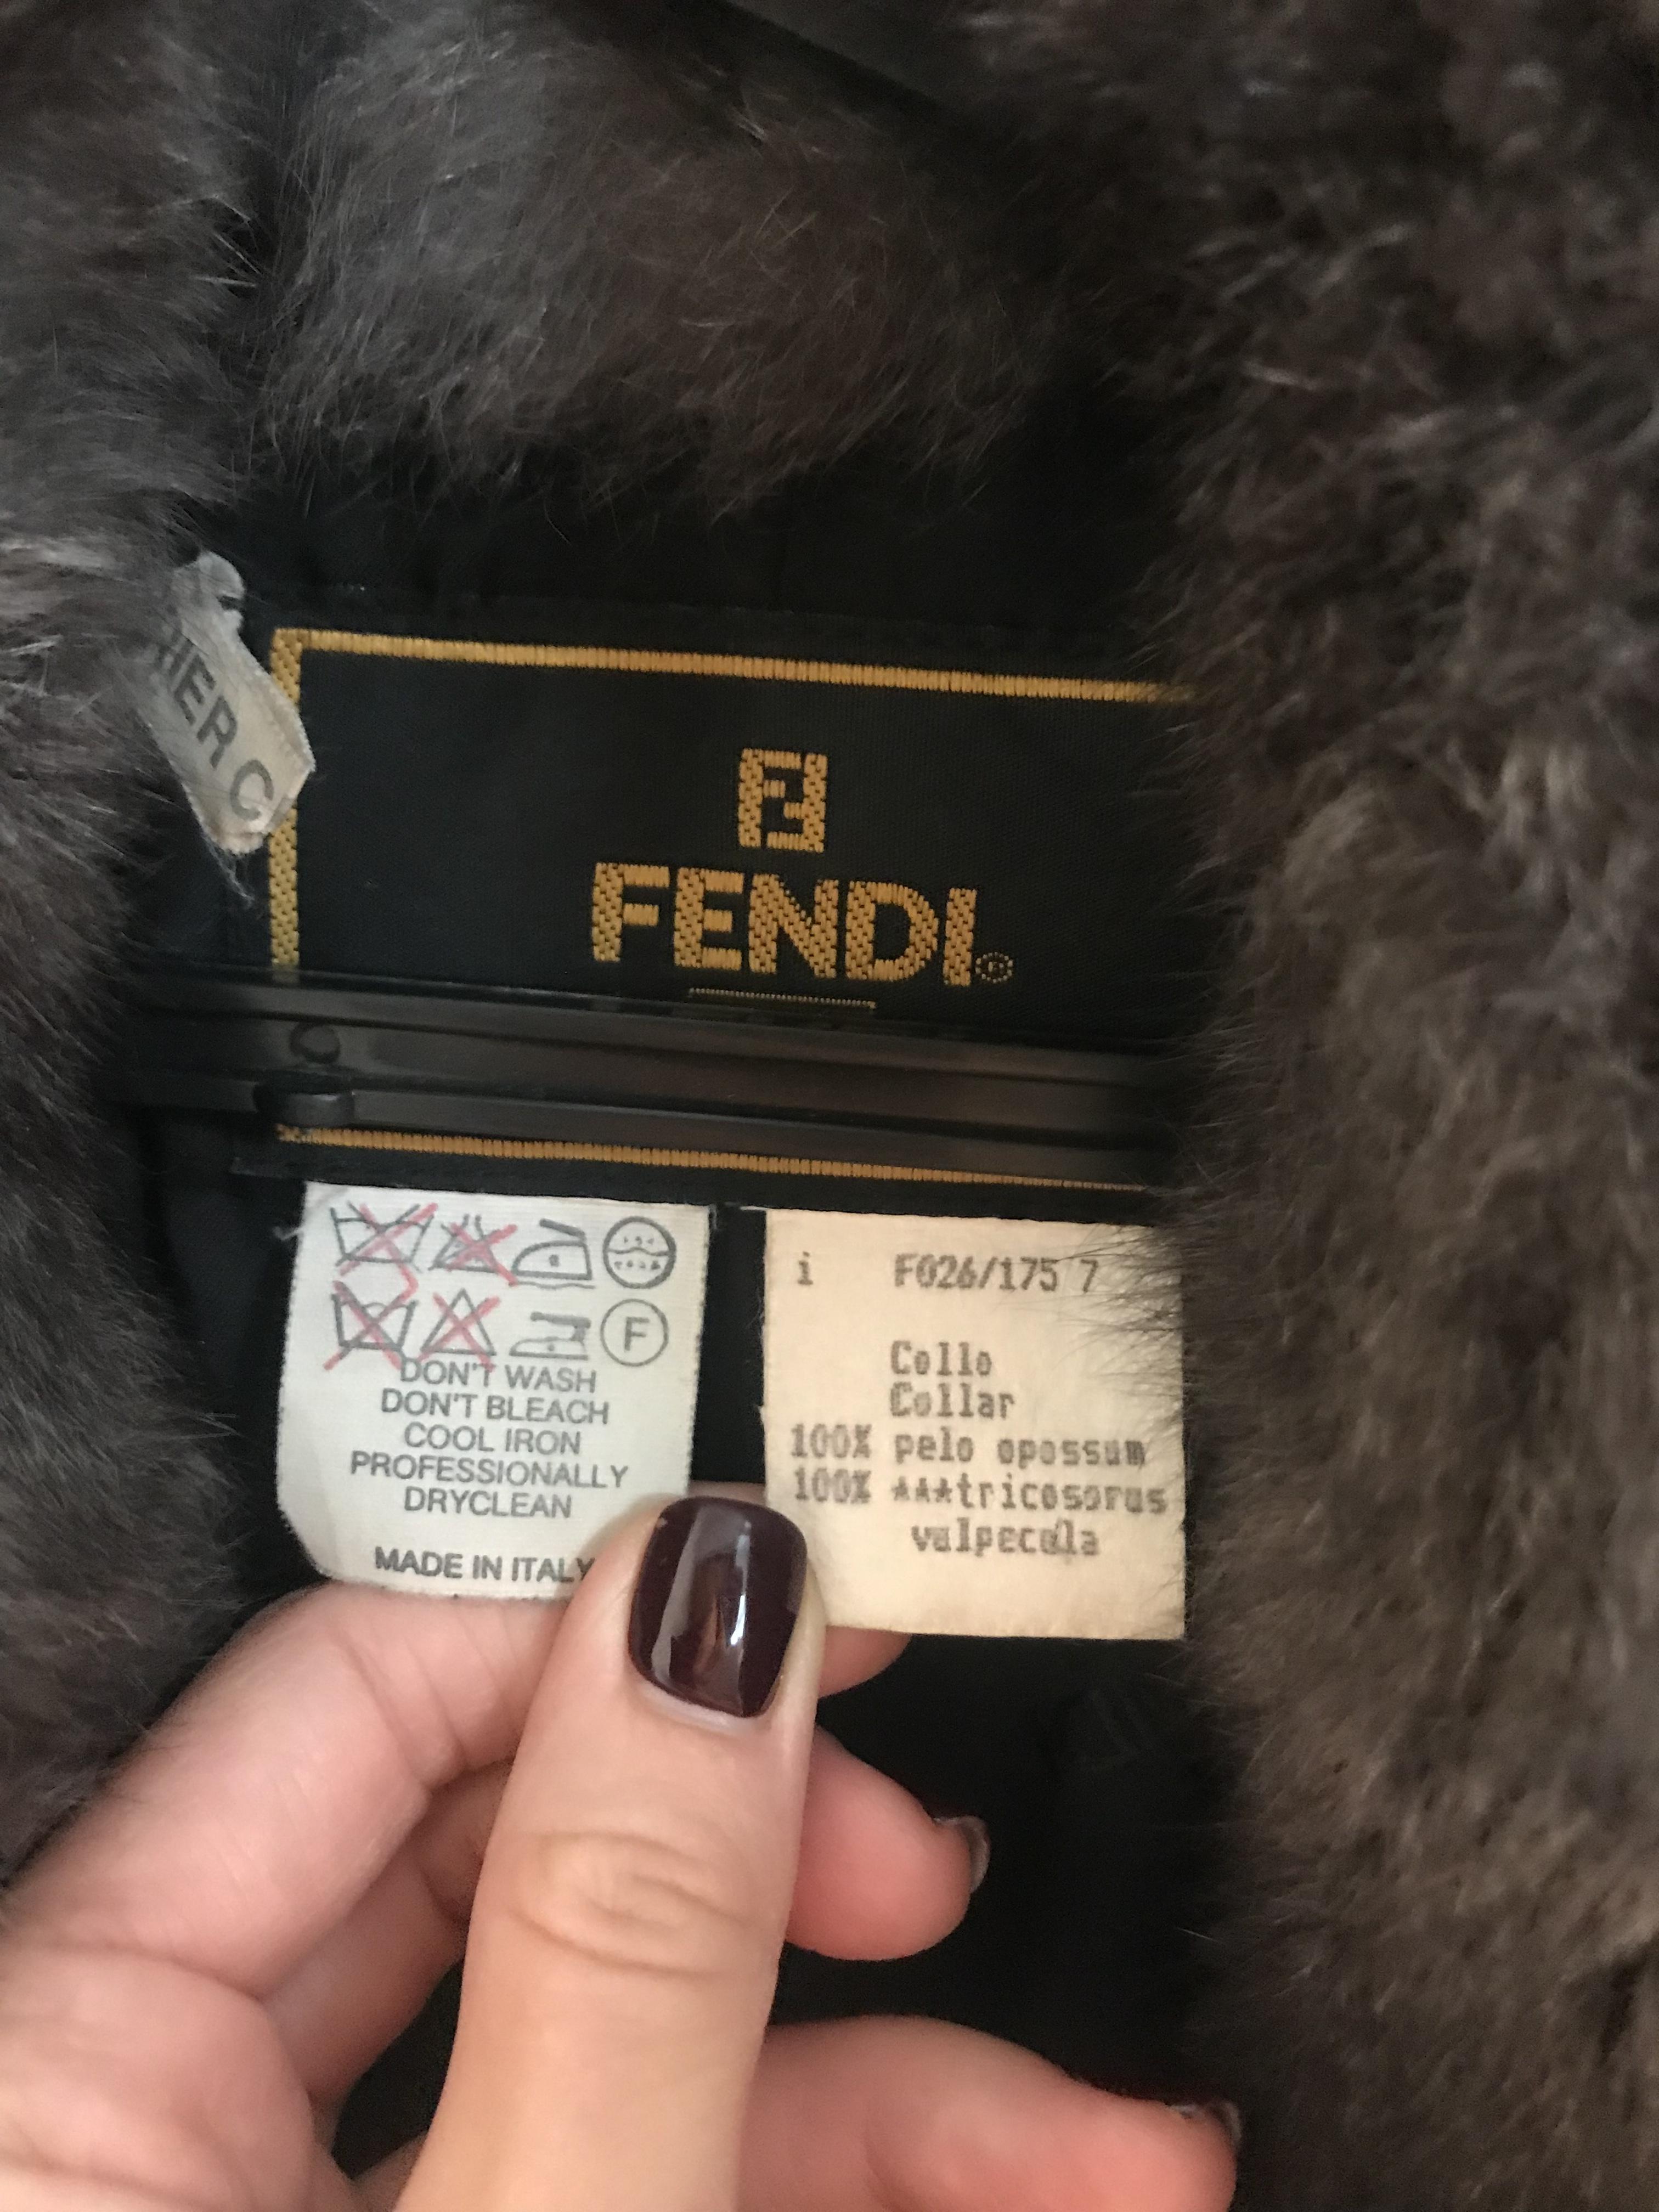 FENDI®
F
DON'T WASH
DON'T BLEACH
COOL IRON
PROFESSIONALLY
DRYCLEAN
MADE IN ITALY
i F026/175 7
Collo
Collar
100% pelo opossum
100% ***tricosorus
valpecula